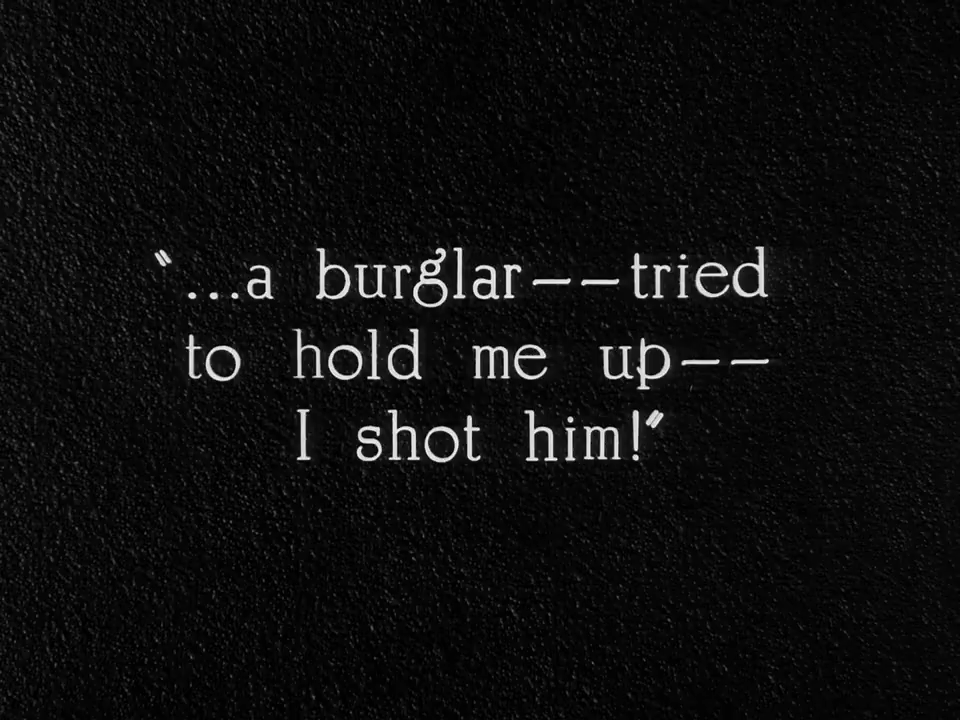 "...a burglar--tried
to hold me up--
I shot him!"